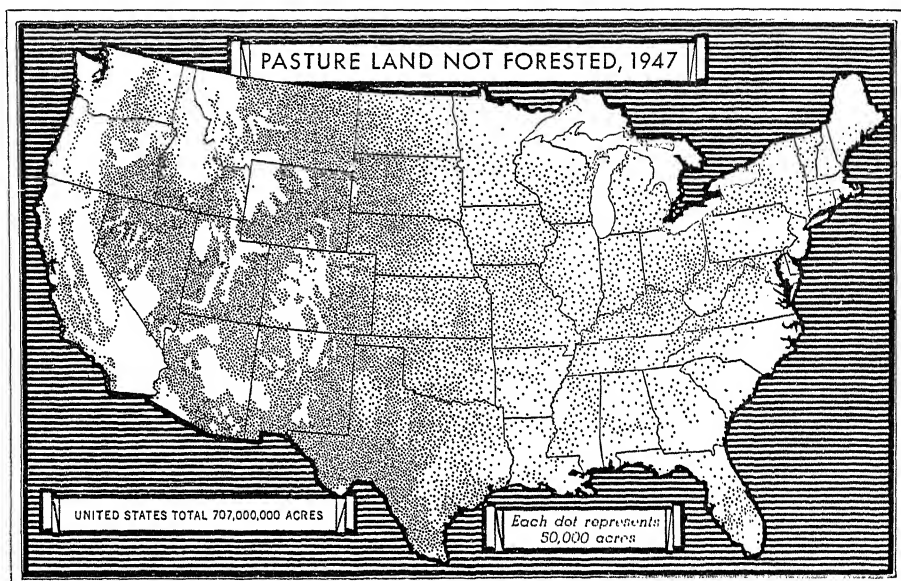 PASTURE LAND NOT FORESTED, 1947
UNITED STATES TOTAL 707,000,000 ACRES
Each dot represents
50,000 acres